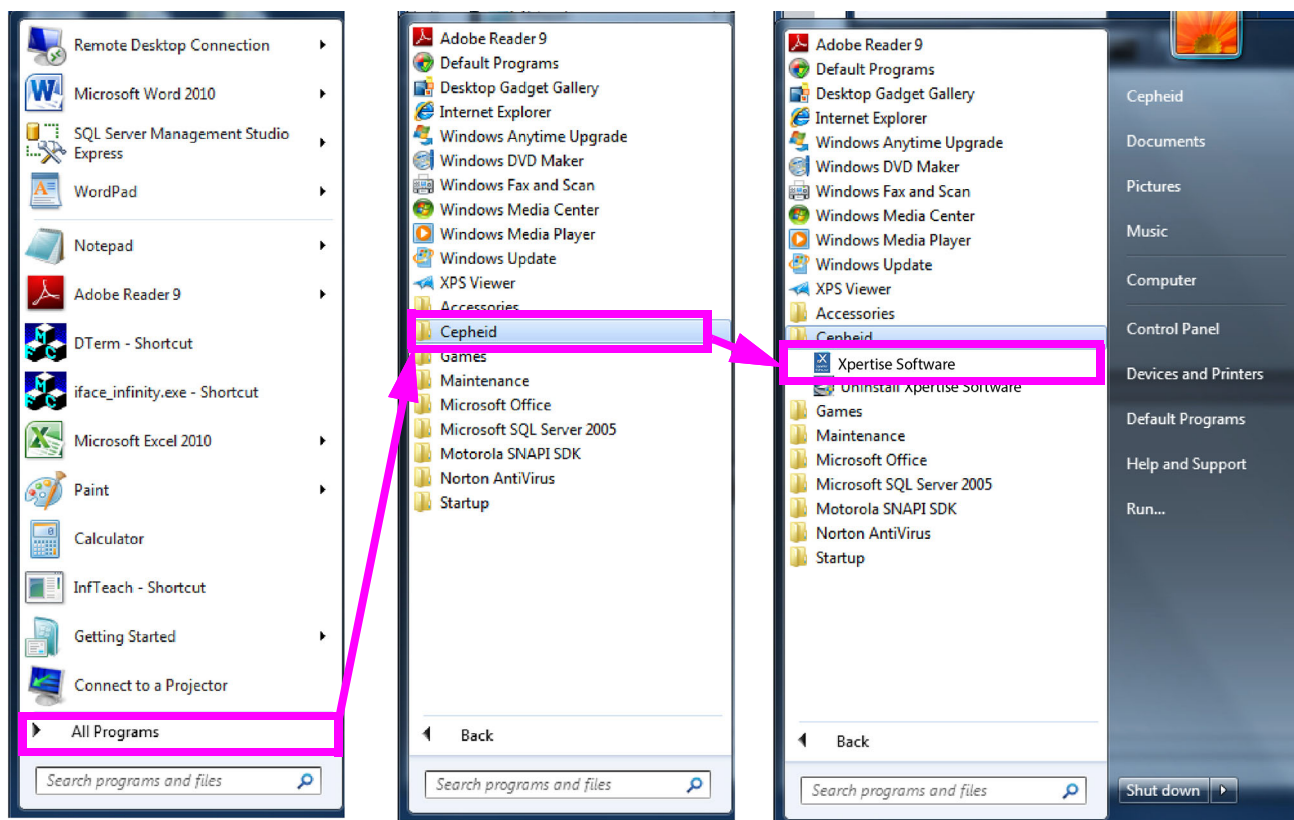 Remote Desktop Connection
Microsoft Word 2010
SQL Server Management Studio
Express
WordPad
Notepad
Adobe Reader 9
DTerm - Shortcut
iface_infinity.exe - Shortcut
Microsoft Excel 2010
Paint
Calculator
InfTeach - Shortcut
Getting Started
Connect to a Projector
All Programs
Search programs and files
Adobe Reader 9
Default Programs
Desktop Gadget Gallery
Internet Explorer
Windows Anytime Upgrade
Windows DVD Maker
Windows Fax and Scan
Windows Media Center
Windows Media Player
Windows Update
XPS Viewer
Accessories
Cepheid
Games
Maintenance
Microsoft Office
Microsoft SQL Server 2005
Motorola SNAPI SDK
Norton AntiVirus
Startup
Back
Search programs and files
Adobe Reader 9
Default Programs
Desktop Gadget Gallery
Internet Explorer
Windows Anytime Upgrade
Windows DVD Maker
Windows Fax and Scan
Windows Media Center
Windows Media Player
Windows Update
XPS Viewer
Accessories
Cepheid
Xpertise Software
Uninstall Xpertise Software
Games
Maintenance
Microsoft Office
Microsoft SQL Server 2005
Motorola SNAPI SDK
Norton AntiVirus
Startup
Back
Search programs and files
Cepheid
Documents
Pictures
Music
Computer
Control Panel
Devices and Printers
Default Programs
Help and Support
Run...
Shut down